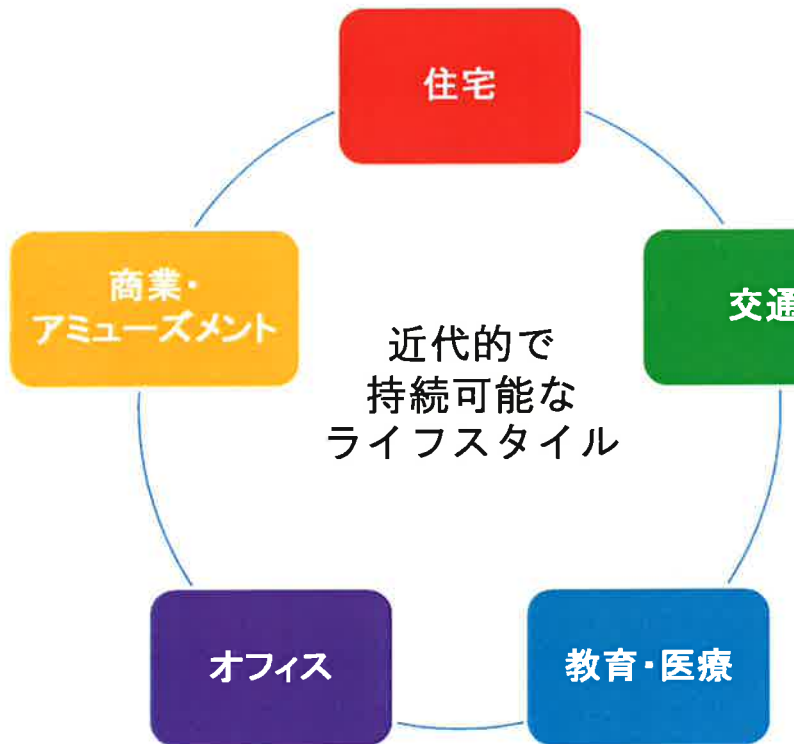 住宅
商業・
アミューズメント
交通
近代的で
持続可能な
ライフスタイル
オフィス
教育・医療